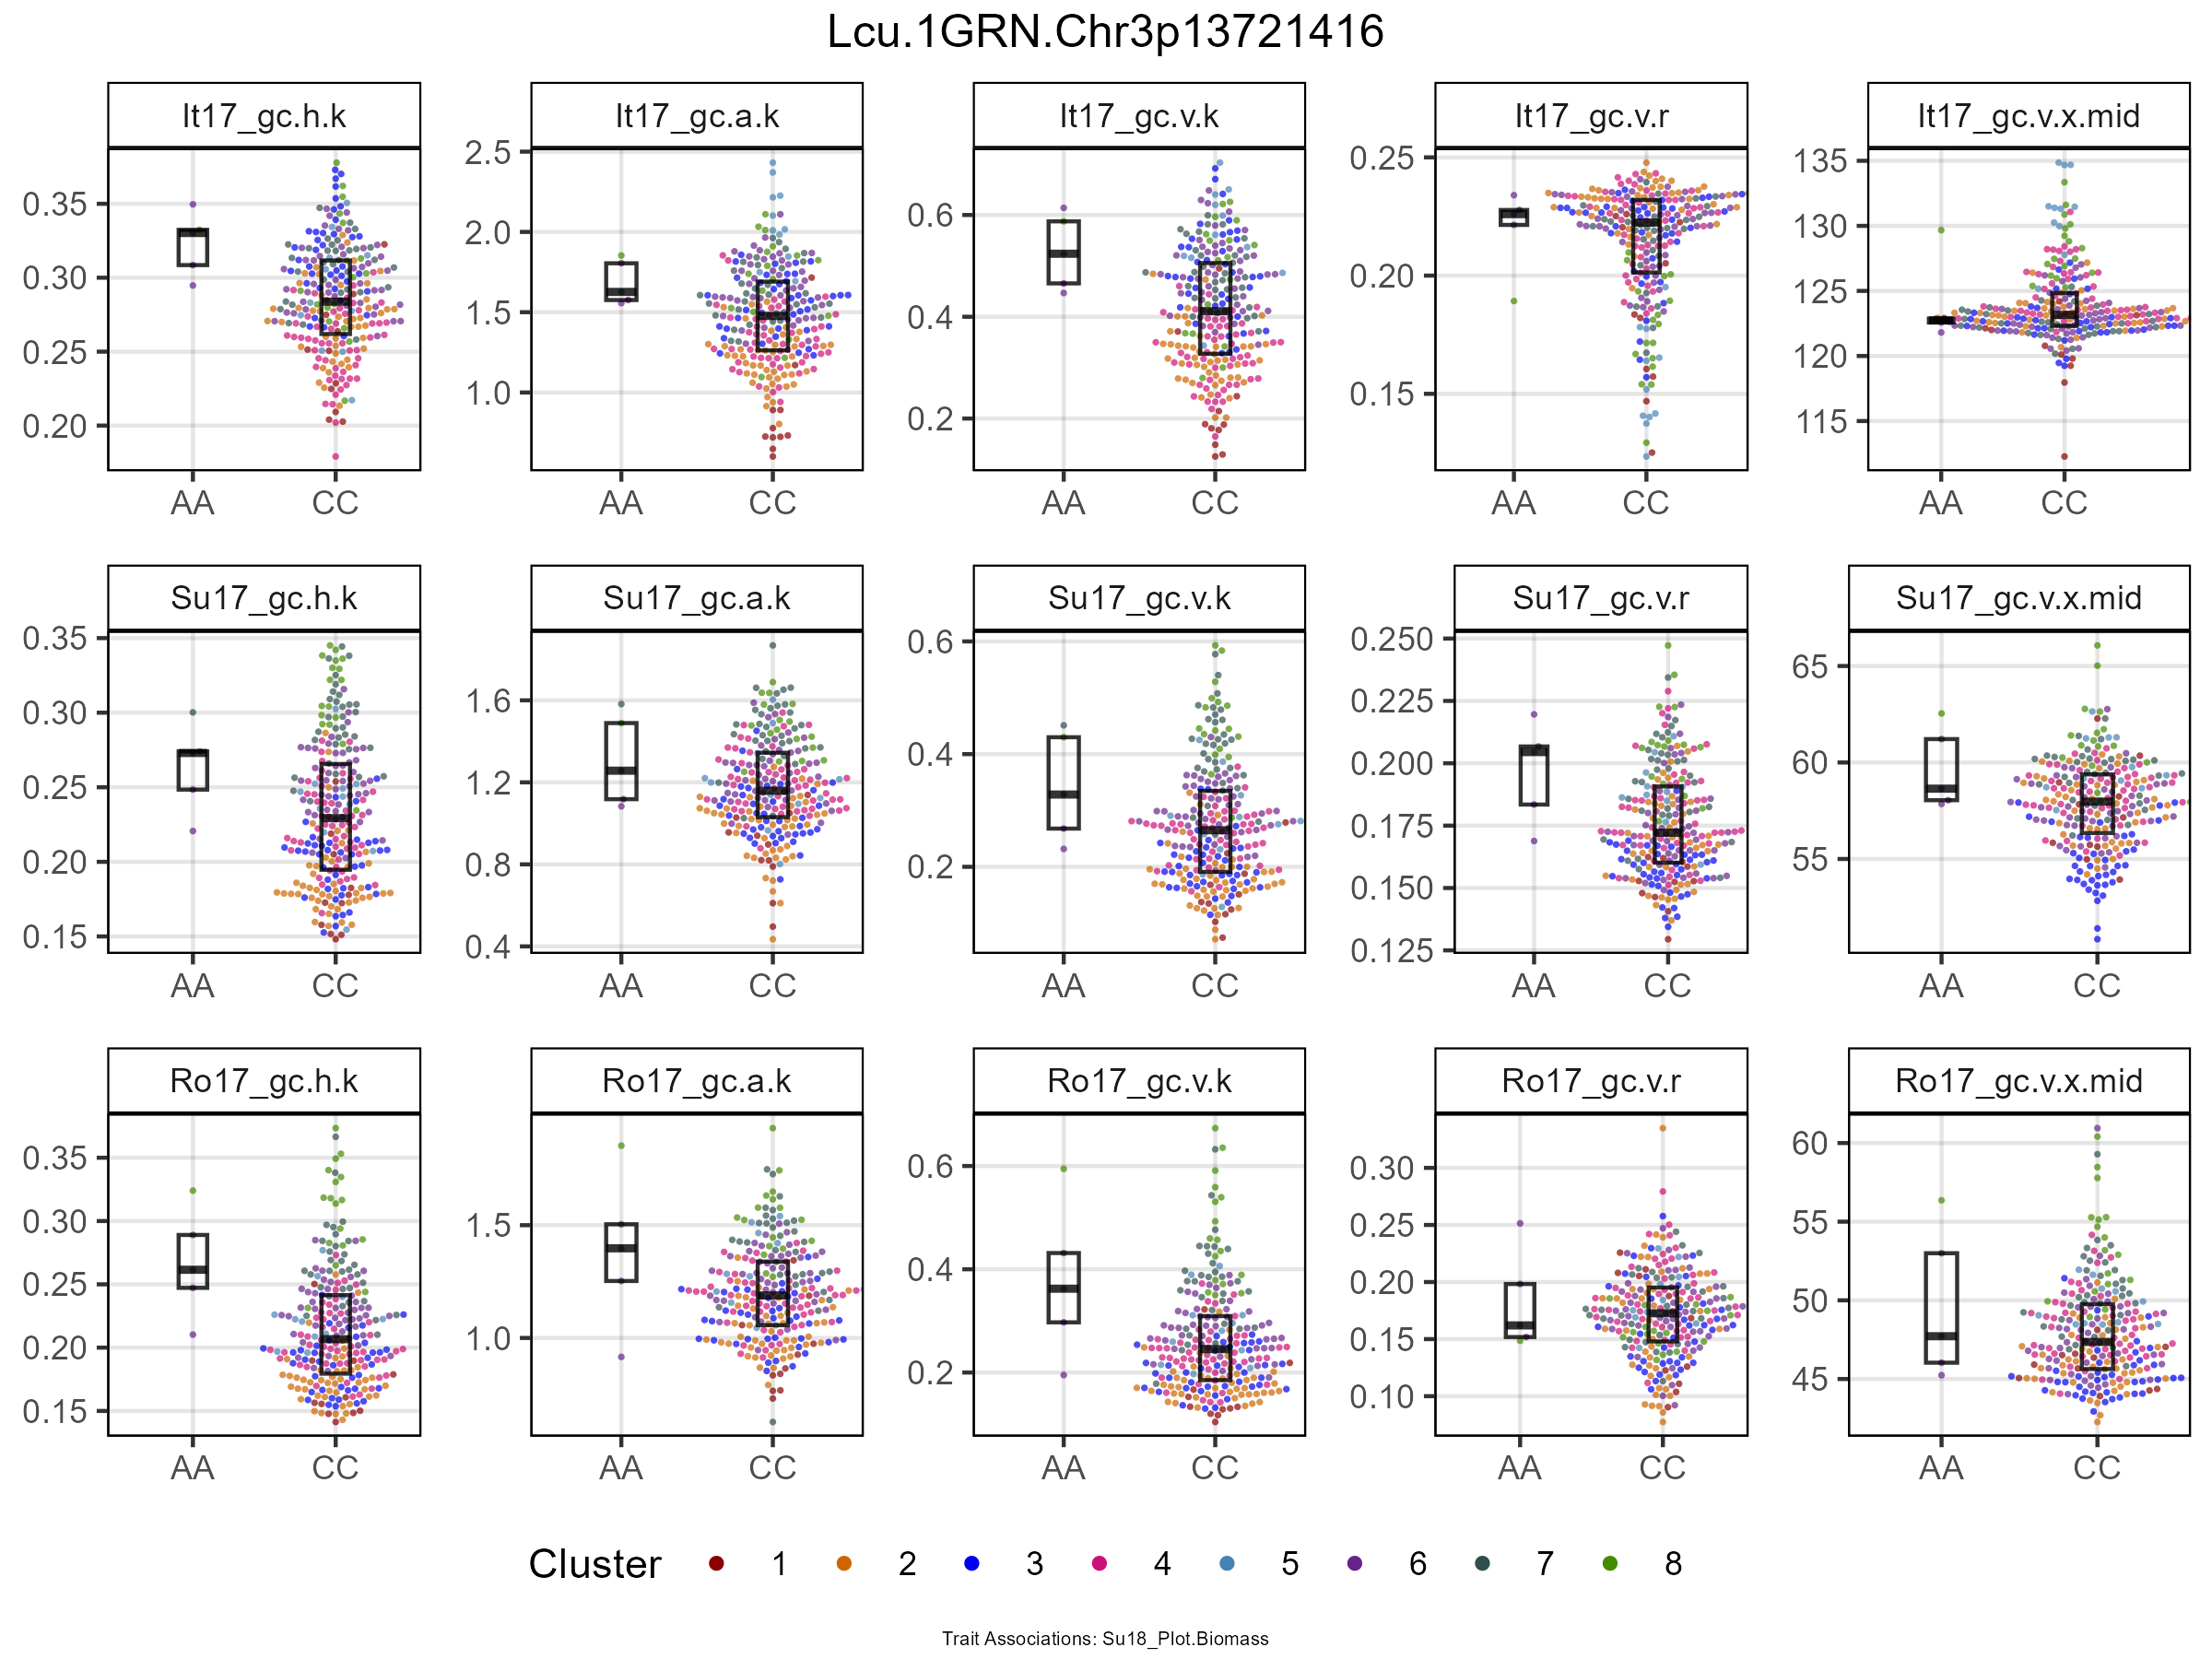 Lcu.1GRN.Chr3p13721416
It17_gc.h.k It17_gc.a.k It17_gc.v.k It17_gc.v.r It17_gc.v.x.mid
0.35 0.30 0.25 0.20
2.5 2.0 1.5 1.0
0.6 0.4 0.2
0.25 0.20 0.15
135 130 125 120 115
AA CC AA CC AA CC AA CC AA CC
Su17_gc.h.k Su17_gc.a.k Su17_gc.v.k Su17_gc.v.r Su17_gc.v.x.mid
0.35 0.30 0.25 0.20 0.15
1.6 1.2 0.8 0.4
0.6 0.4 0.2
0.250 0.225 0.200 0.175 0.150 0.125
65 60 55
AA CC AA CC AA CC AA CC AA CC
Ro17_gc.h.k Ro17_gc.a.k Ro17_gc.v.k Ro17_gc.v.r Ro17_gc.v.x.mid
0.35 0.30 0.25 0.20 0.15
1.5 1.0
0.6 0.4 0.2
0.30 0.25 0.20 0.15 0.10
60 55 50 45
AA CC AA CC AA CC AA CC AA CC
Cluster 1 2 3 4 5 6 7 8
Trait Associations: Su18_Plot.Biomass